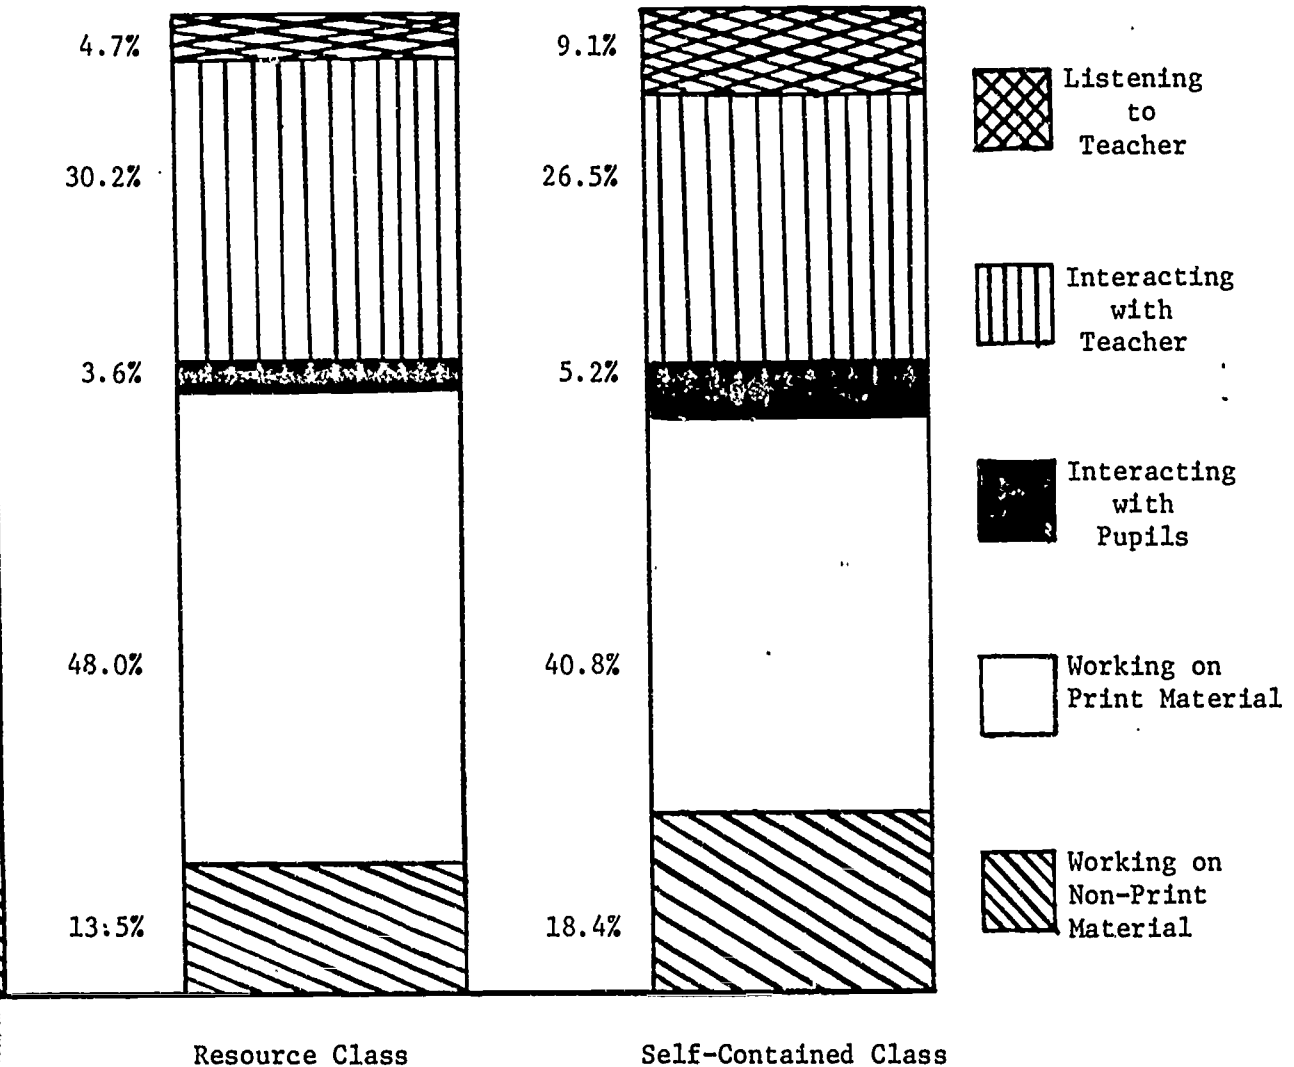 4.7%
30.2%
3.6%
48.0%
13.5%
Resource Class
9.1%
26.5%
5.2%
40.8%
18.4%
Self-Contained Class
Listening
to
Teacher
Interacting
with
Teacher
Interacting
with
Pupils
Working on
Print Material
Working on
Non-Print
Material